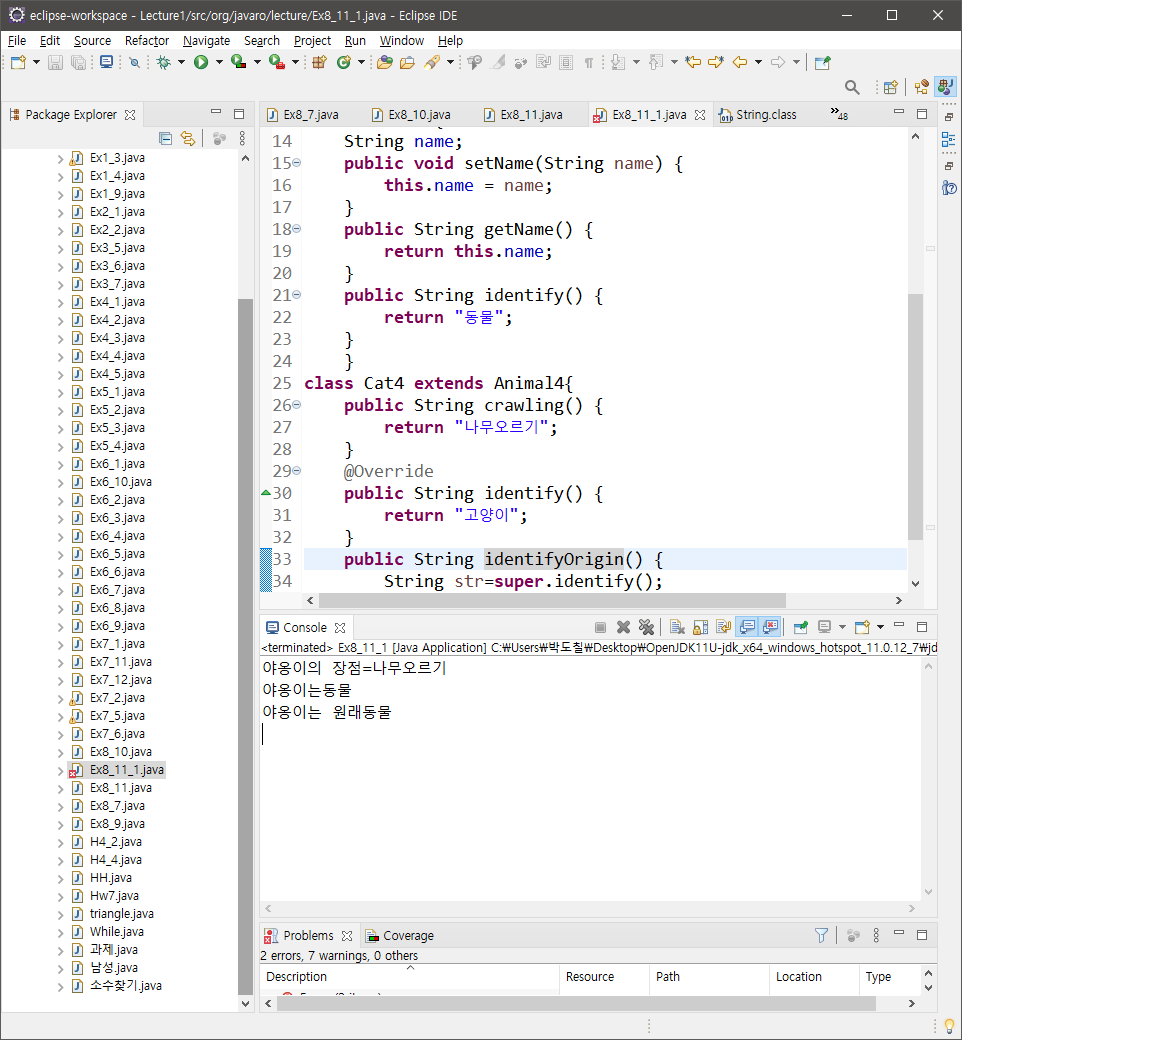 eclipse-workspace - Lecture1/src/org/javaro/lecture/Ex8_11_1.java - Eclipse IDE
File Edit Source Refactor Navigate Search Project Run Window Help
Package Explorer
Ex1_3.java
Ex1_4.java
Ex1_9.java
Ex2_1.java
Ex2_2.java
Ex3_5.java
Ex3_6.java
Ex3_7.java
Ex4_1.java
Ex4_2.java
Ex4_3.java
Ex4_4.java
Ex4_5.java
Ex5_1.java
Ex5_2.java
Ex5_3.java
Ex5_4.java
Ex6_1.java
Ex6_10.java
Ex6_2.java
Ex6_3.java
Ex6_4.java
Ex6_5.java
Ex6_6.java
Ex6_7.java
Ex6_8.java
Ex6_9.java
Ex7_1.java
Ex7_11.java
Ex7_12.java
Ex7_2.java
Ex7_5.java
Ex7_6.java
Ex8_10.java
Ex8_11_1.java
Ex8_11.java
Ex8_7.java
Ex8_9.java
H4_2.java
H4_4.java
HH.java
Hw7.java
triangle.java
While.java
과제.java
남성.java
소수찾기.java
Ex8_7.java Ex8_10.java Ex8_11.java Ex8_11_1.java String.class »48
14 String name;
15 public void setName(String name) {
16 this.name = name;
17 }
18 public String getName() {
19 return this.name;
20 }
21 public String identify() {
22 return "동물";
23 }
24 }
25 class Cat4 extends Animal4{
26 public String crawling() {
27 return "나무오르기";
28 }
29 @Override
30 public String identify() {
31 return "고양이";
32 }
33 public String identifyOrigin() {
34 String str=super.identify();
Console
<terminated> Ex8_11_1 [Java Application] C:₩Users₩박도철₩Desktop₩OpenJDK11U-jdk_x64_windows_hotspot_11.0.12_7₩jd
야옹이의 장점=나무오르기
야옹이는동물
야옹이는 원래동물
Problems Coverage
2 errors, 7 warnings, 0 others
Description Resource Path Location Type